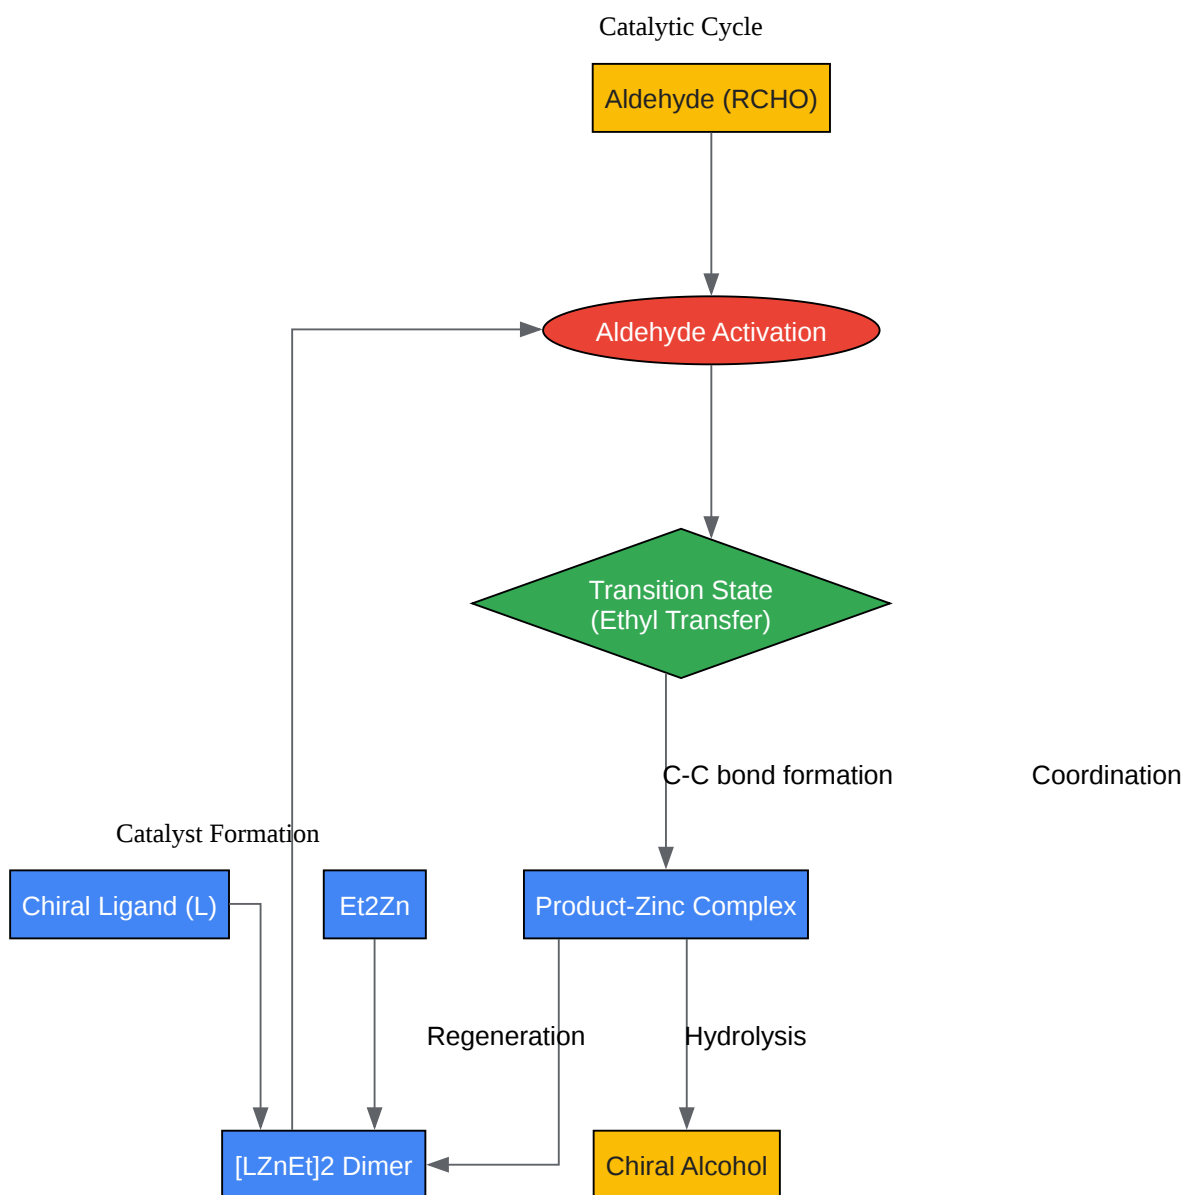 Catalytic Cycle
Aldehyde (RCHO)
Aldehyde Activation
Transition State
(Ethyl Transfer)
C-C bond formation
Coordination
Catalyst Formation
Chiral Ligand (L)
Et2Zn
Product-Zinc Complex
Regeneration
Hydrolysis
[LZnEt]2 Dimer
Chiral Alcohol